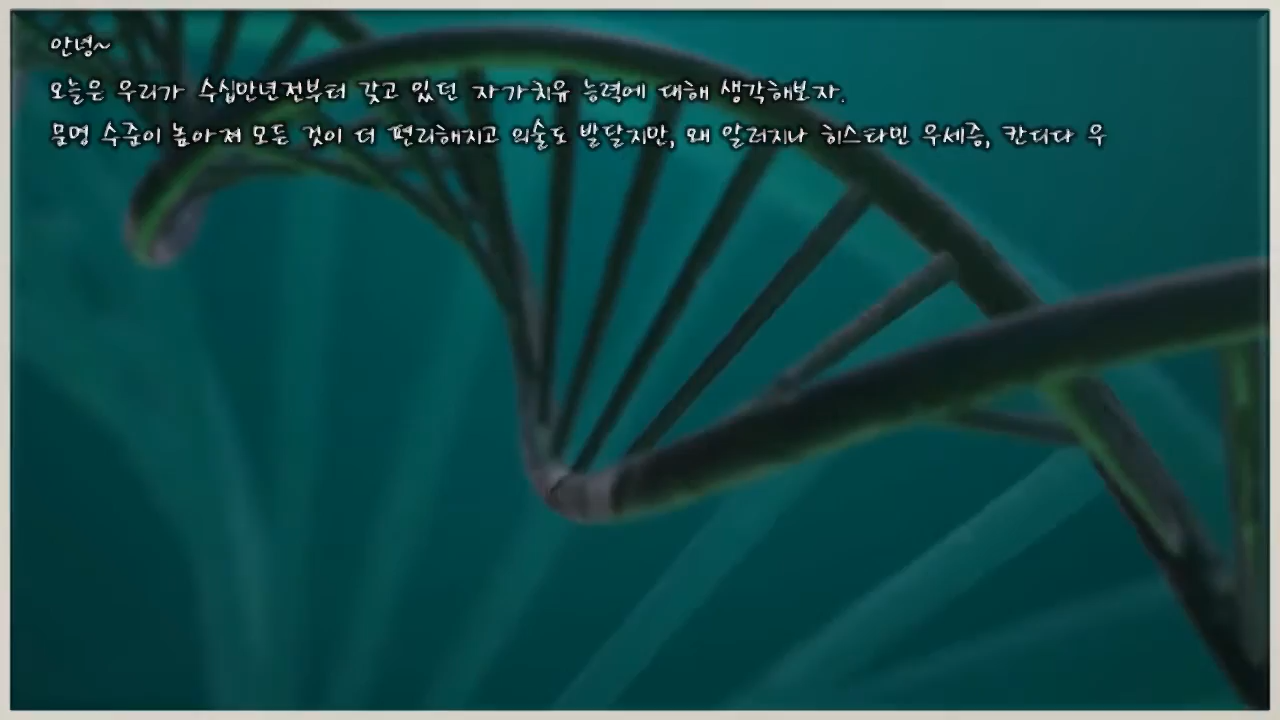 안녕~
오늘은 우리가 수십만년전부터 갖고 있던 자가치유 능력에 대해 생각해보자.
문명 수준이 높아져 모든 것이 더 편리해지고 의술도 발달지만, 왜 알러지나 히스타민 우세증, 칸디다 우